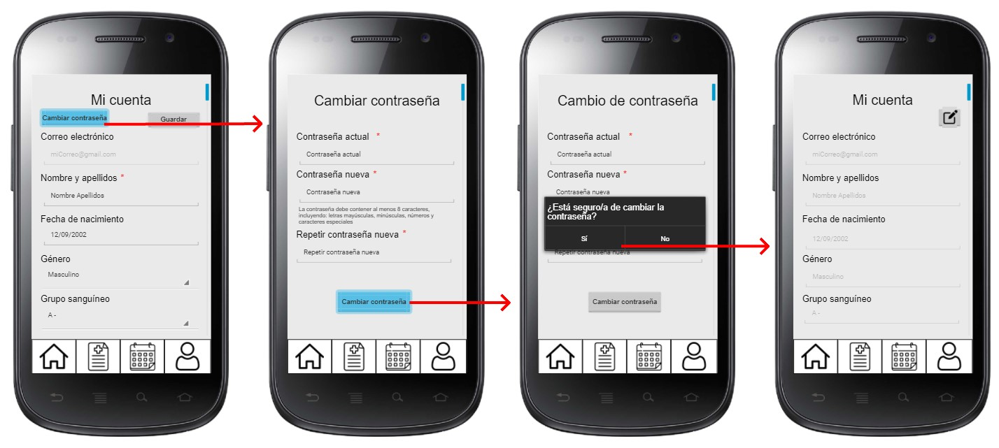 Mi cuenta
Cambiar contraseña
Guardar
Correo electrónico
miCorreo@gmail.com
Nombre y apellidos *
Nombre Apellidos
Fecha de nacimiento
12/09/2002
Género
Masculino
Grupo sanguíneo
A -
Cambiar contraseña
Contraseña actual *
Contraseña actual
Contraseña nueva *
Contraseña nueva
La contraseña debe contener al menos 8 caracteres,
incluyendo: letras mayúsculas, minúsculas, números y
caracteres especiales
Repetir contraseña nueva *
Repetir contraseña nueva
Cambiar contraseña
Cambio de contraseña
Contraseña actual *
Contraseña actual
Contraseña nueva *
Contraseña nueva
¿Está seguro/a de cambiar la
contraseña?
Sí
No
Repetir contraseña nueva
Cambiar contraseña
Mi cuenta
Correo electrónico
miCorreo@gmail.com
Nombre y apellidos
Nombre Apellidos
Fecha de nacimiento
12/09/2002
Género
Masculino
Grupo sanguíneo
A -